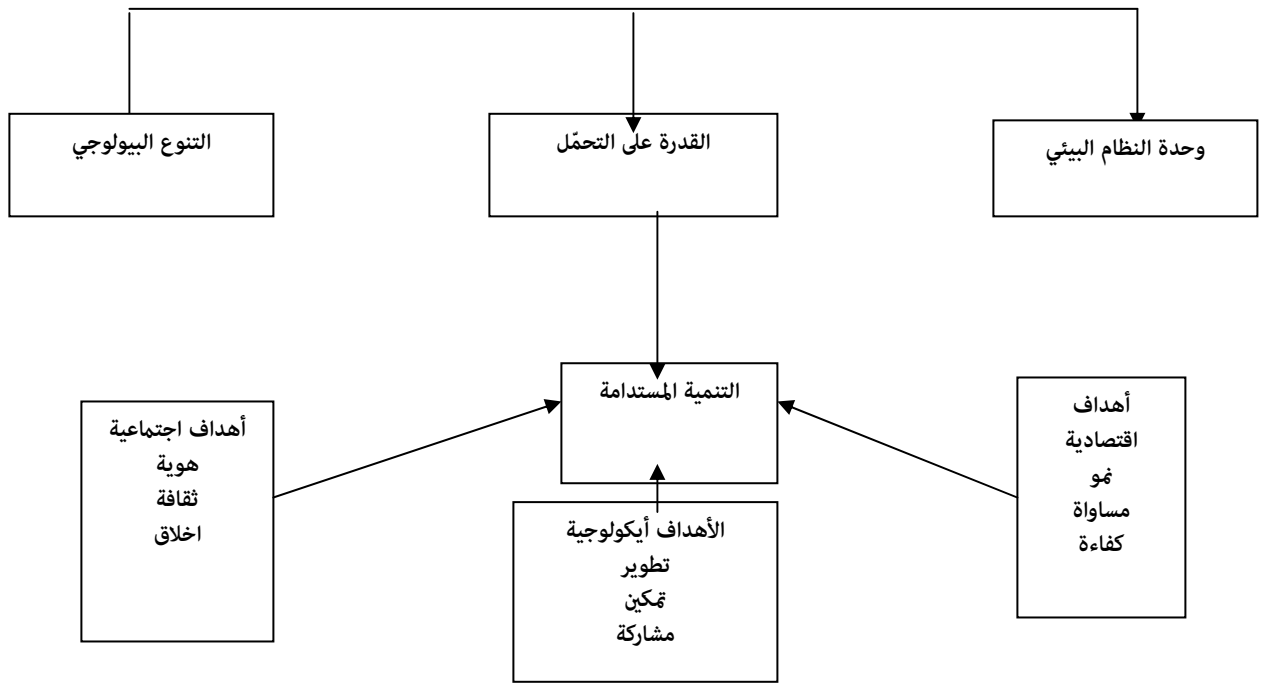 وحدة النظام البيئي
القدرة على التحمّل
التنوع البيولوجي
التنمية المستدامة
أهداف
اقتصادية
نمو
مساواة
كفاءة
الأهداف أيكولوجية
تطوير
تمكين
مشاركة
أهداف اجتماعية
هوية
ثقافة
اخلاق